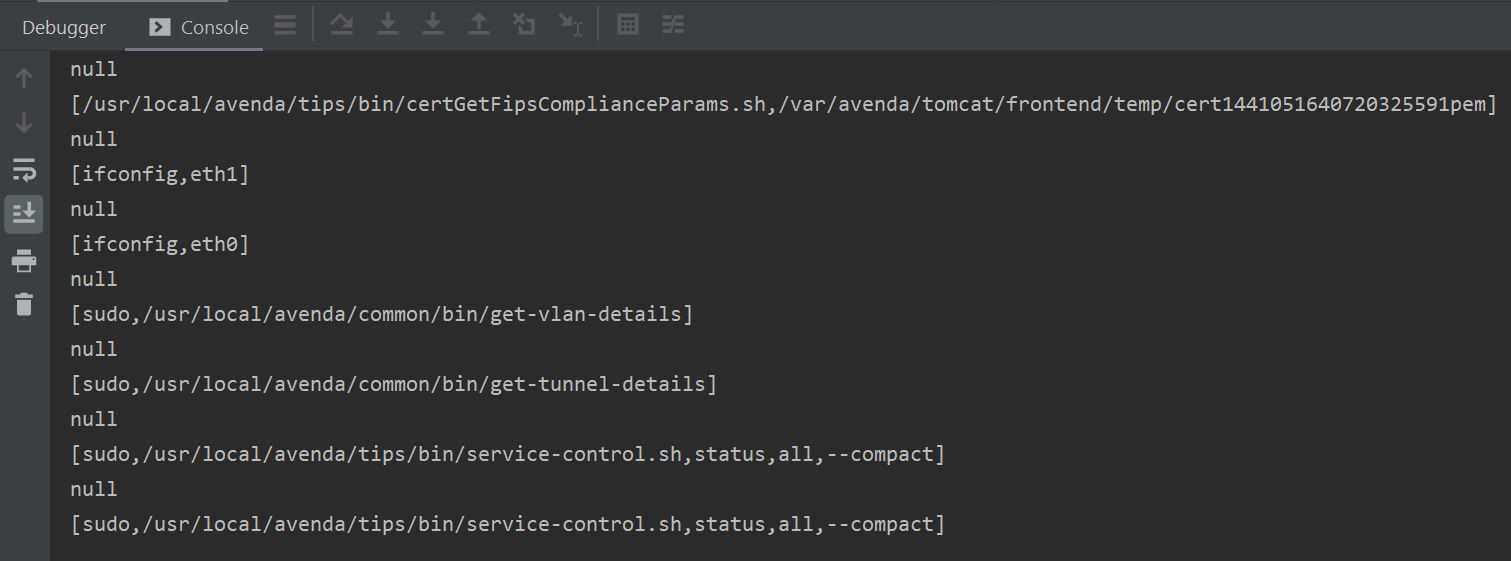 Debugger Console
null
[/usr/local/avenda/tips/bin/certGetFipsComplianceParams.sh,/var/avenda/tomcat/frontend/temp/cert1441051640720325591pem]
null
[ifconfig,eth1]
null
[ifconfig,eth0]
null
[sudo,/usr/local/avenda/common/bin/get-vlan-details]
null
[sudo,/usr/local/avenda/common/bin/get-tunnel-details]
null
[sudo,/usr/local/avenda/tips/bin/service-control.sh,status,all,--compact]
null
[sudo,/usr/local/avenda/tips/bin/service-control.sh,status,all,--compact]